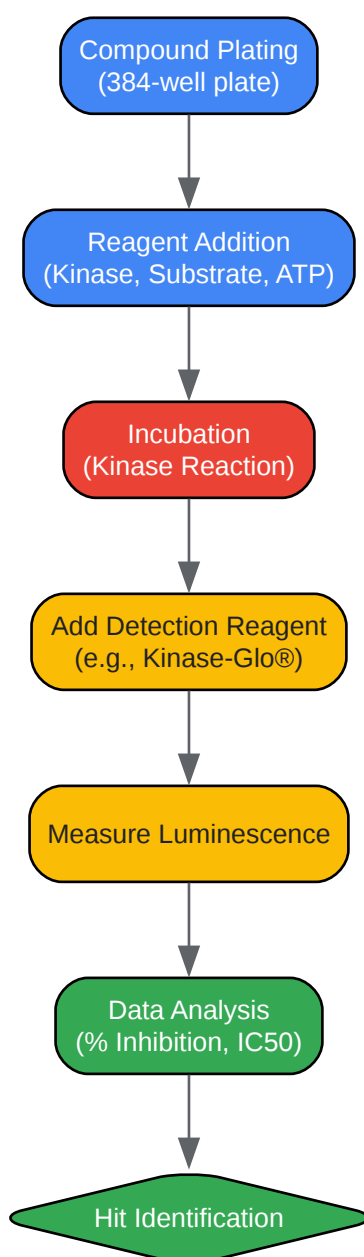 Compound Plating
(384-well plate)
Reagent Addition
(Kinase, Substrate, ATP)
Incubation
(Kinase Reaction)
Add Detection Reagent
(e.g., Kinase-Glo®)
Measure Luminescence
Data Analysis
(% Inhibition, IC50)
Hit Identification